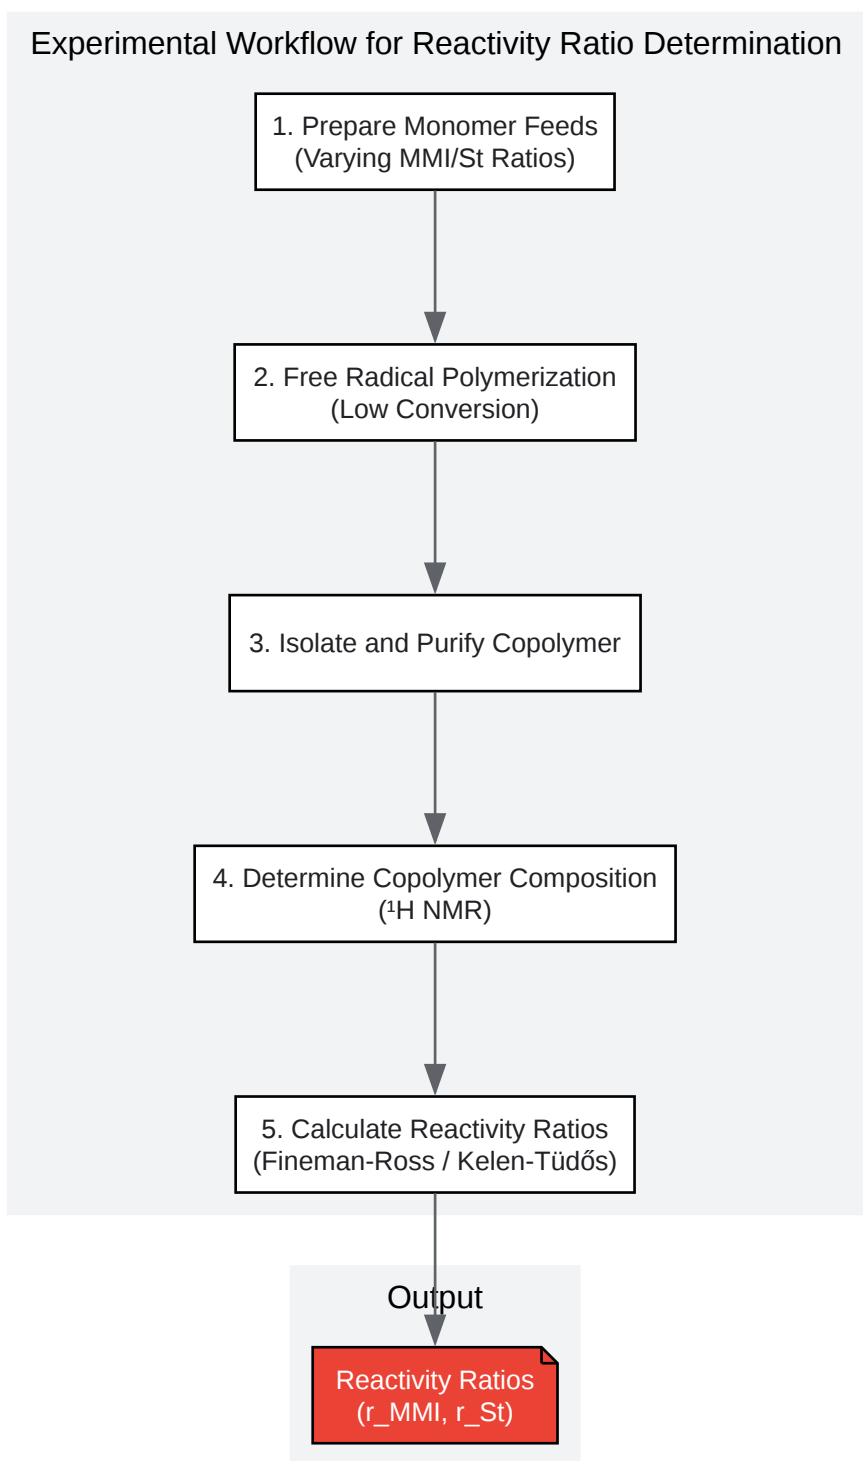 Experimental Workflow for Reactivity Ratio Determination
1. Prepare Monomer Feeds
(Varying MMI/St Ratios)
2. Free Radical Polymerization
(Low Conversion)
3. Isolate and Purify Copolymer
4. Determine Copolymer Composition
(¹H NMR)
5. Calculate Reactivity Ratios
(Fineman-Ross / Kelen-Tüdős)
Output
Reactivity Ratios
(r_MMI, r_St)